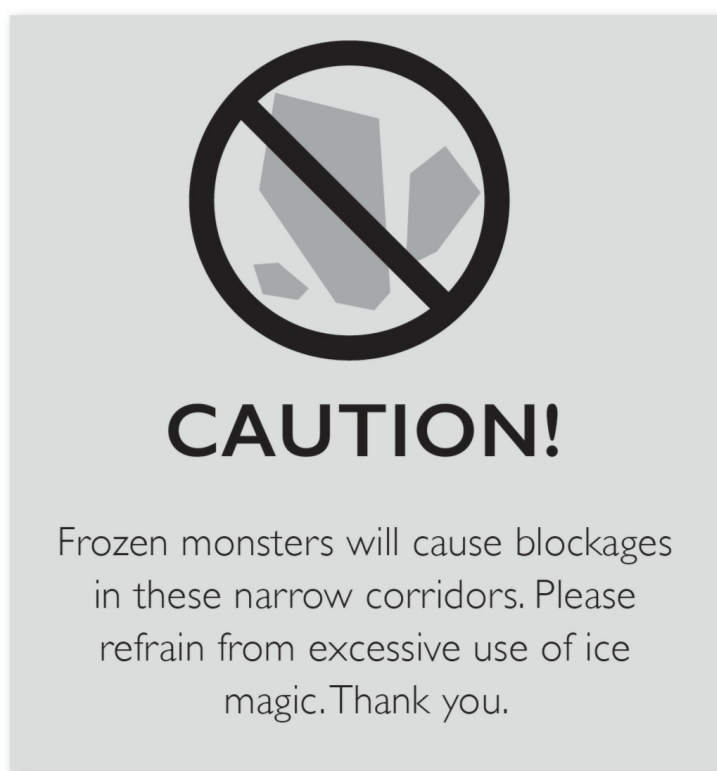 CAUTION!
Frozen monsters will cause blockages
in these narrow corridors. Please
refrain from excessive use of ice
magic. Thank you.